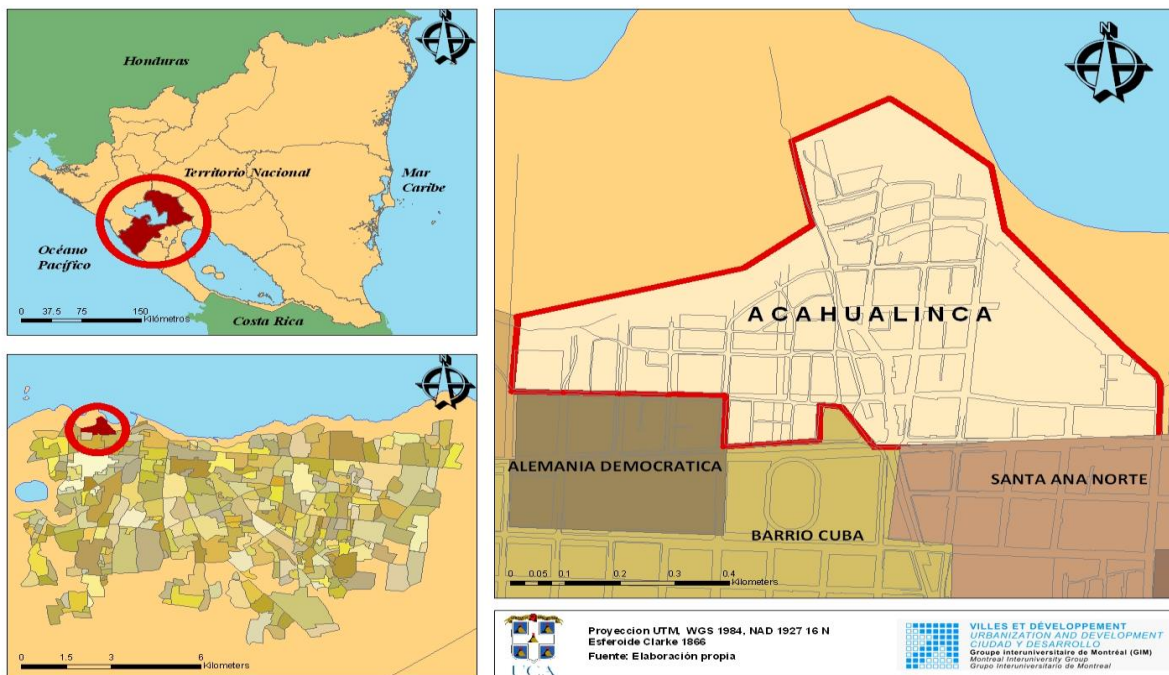 Honduras
N
Territorio Nacional
Mar
Caribe
Océano
Pacífico
0 37.5 75 150
Kilómetros
Costa Rica
N
0 1.5 3 6
Kilometers
N
ACAHUALINCA
ALEMANIA DEMOCRATICA
SANTA ANA NORTE
BARRIO CUBA
0 0.05 0.1 0.2 0.3 0.4
Kilometers
UCA
Proyeccion UTM, WGS 1984, NAD 1927 16 N
Esferoide Clarke 1866
Fuente: Elaboración propia
VILLES ET DÉVELOPPEMENT
URBANIZATION AND DEVELOPMENT
CIUDAD Y DESARROLLO
Groupe interuniversitaire de Montréal (GIM)
Montreal Interuniversity Group
Grupo Interuniversitario de Montreal